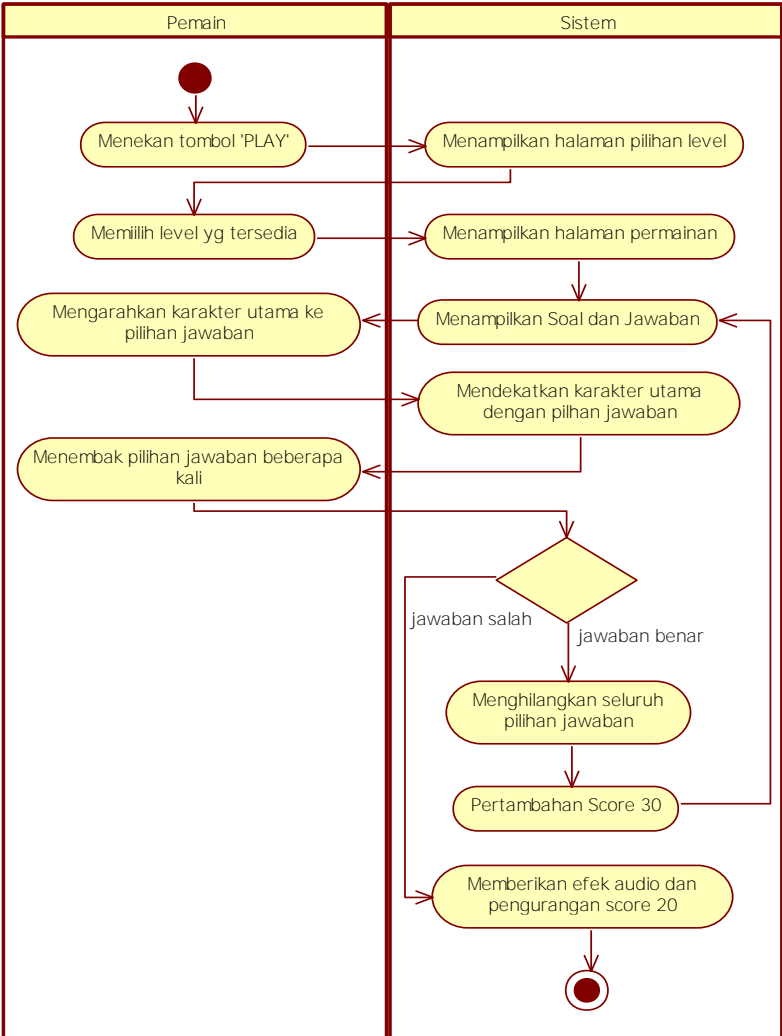 Pemain
Sistem
Menekan tombol 'PLAY'
Menampilkan halaman pilihan level
Memiilih level yg tersedia
Menampilkan halaman permainan
Mengarahkan karakter utama ke
pilihan jawaban
Menampilkan Soal dan Jawaban
Mendekatkan karakter utama
dengan pilhan jawaban
Menembak pilihan jawaban beberapa
kali
jawaban salah
jawaban benar
Menghilangkan seluruh
pilihan jawaban
Pertambahan Score 30
Memberikan efek audio dan
pengurangan score 20